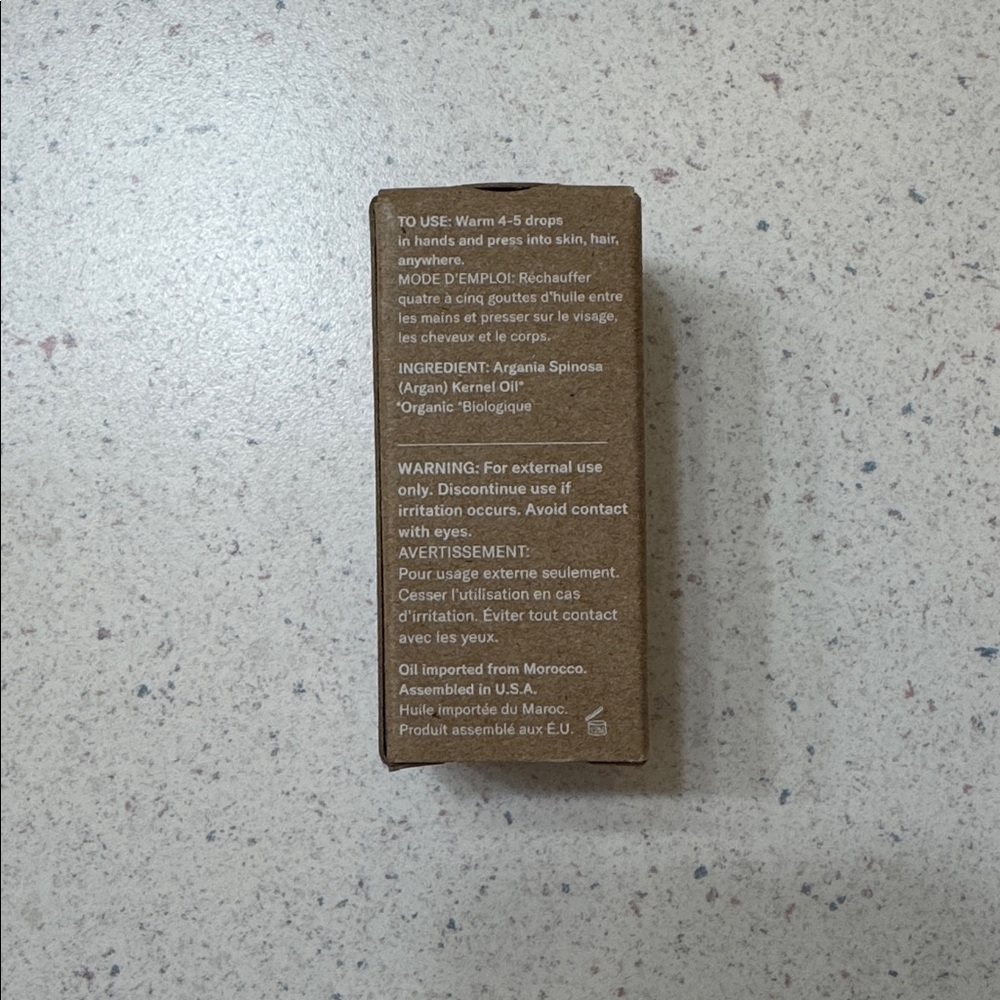 TO USE: Warm 4-5 drops
in hands and press into skin, hair,
anywhere.
MODE D'EMPLOI: Réchauffer
quatre à cinq gouttes d'huile entre
les mains et presser sur le visage,
les cheveux et le corps.
INGREDIENT: Argania Spinosa
(Argan) Kernel Oil*
*Organic *Biologique
WARNING: For external use
only. Discontinue use if
irritation occurs. Avoid contact
with eyes.
AVERTISSEMENT:
Pour usage externe seulement.
Cesser l'utilisation en cas
d'irritation. Éviter tout contact
avec les yeux.
Oil imported from Morocco.
Assembled in U.S.A.
Huile importée du Maroc.
Produit assemblé aux É.U.